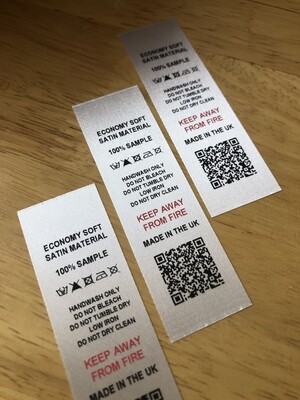 ECONOMY SOFT
SATIN MATERIAL
100% SAMPLE
HANDWASH ONLY
DO NOT BLEACH
DO NOT TUMBLE DRY
LOW IRON
DO NOT DRY CLEAN
KEEP AWAY
FROM FIRE
MADE IN THE UK
ECONOMY SOFT
SATIN MATERIAL
100% SAMPLE
HANDWASH ONLY
DO NOT BLEACH
DO NOT TUMBLE DRY
LOW IRON
DO NOT DRY CLEAN
KEEP AWAY
FROM FIRE
MADE IN THE UK
ECONOMY SOFT
SATIN MATERIAL
100% SAMPLE
HANDWASH ONLY
DO NOT BLEACH
DO NOT TUMBLE DRY
LOW IRON
DO NOT DRY CLEAN
KEEP AWAY
FROM FIRE
MADE IN THE UK